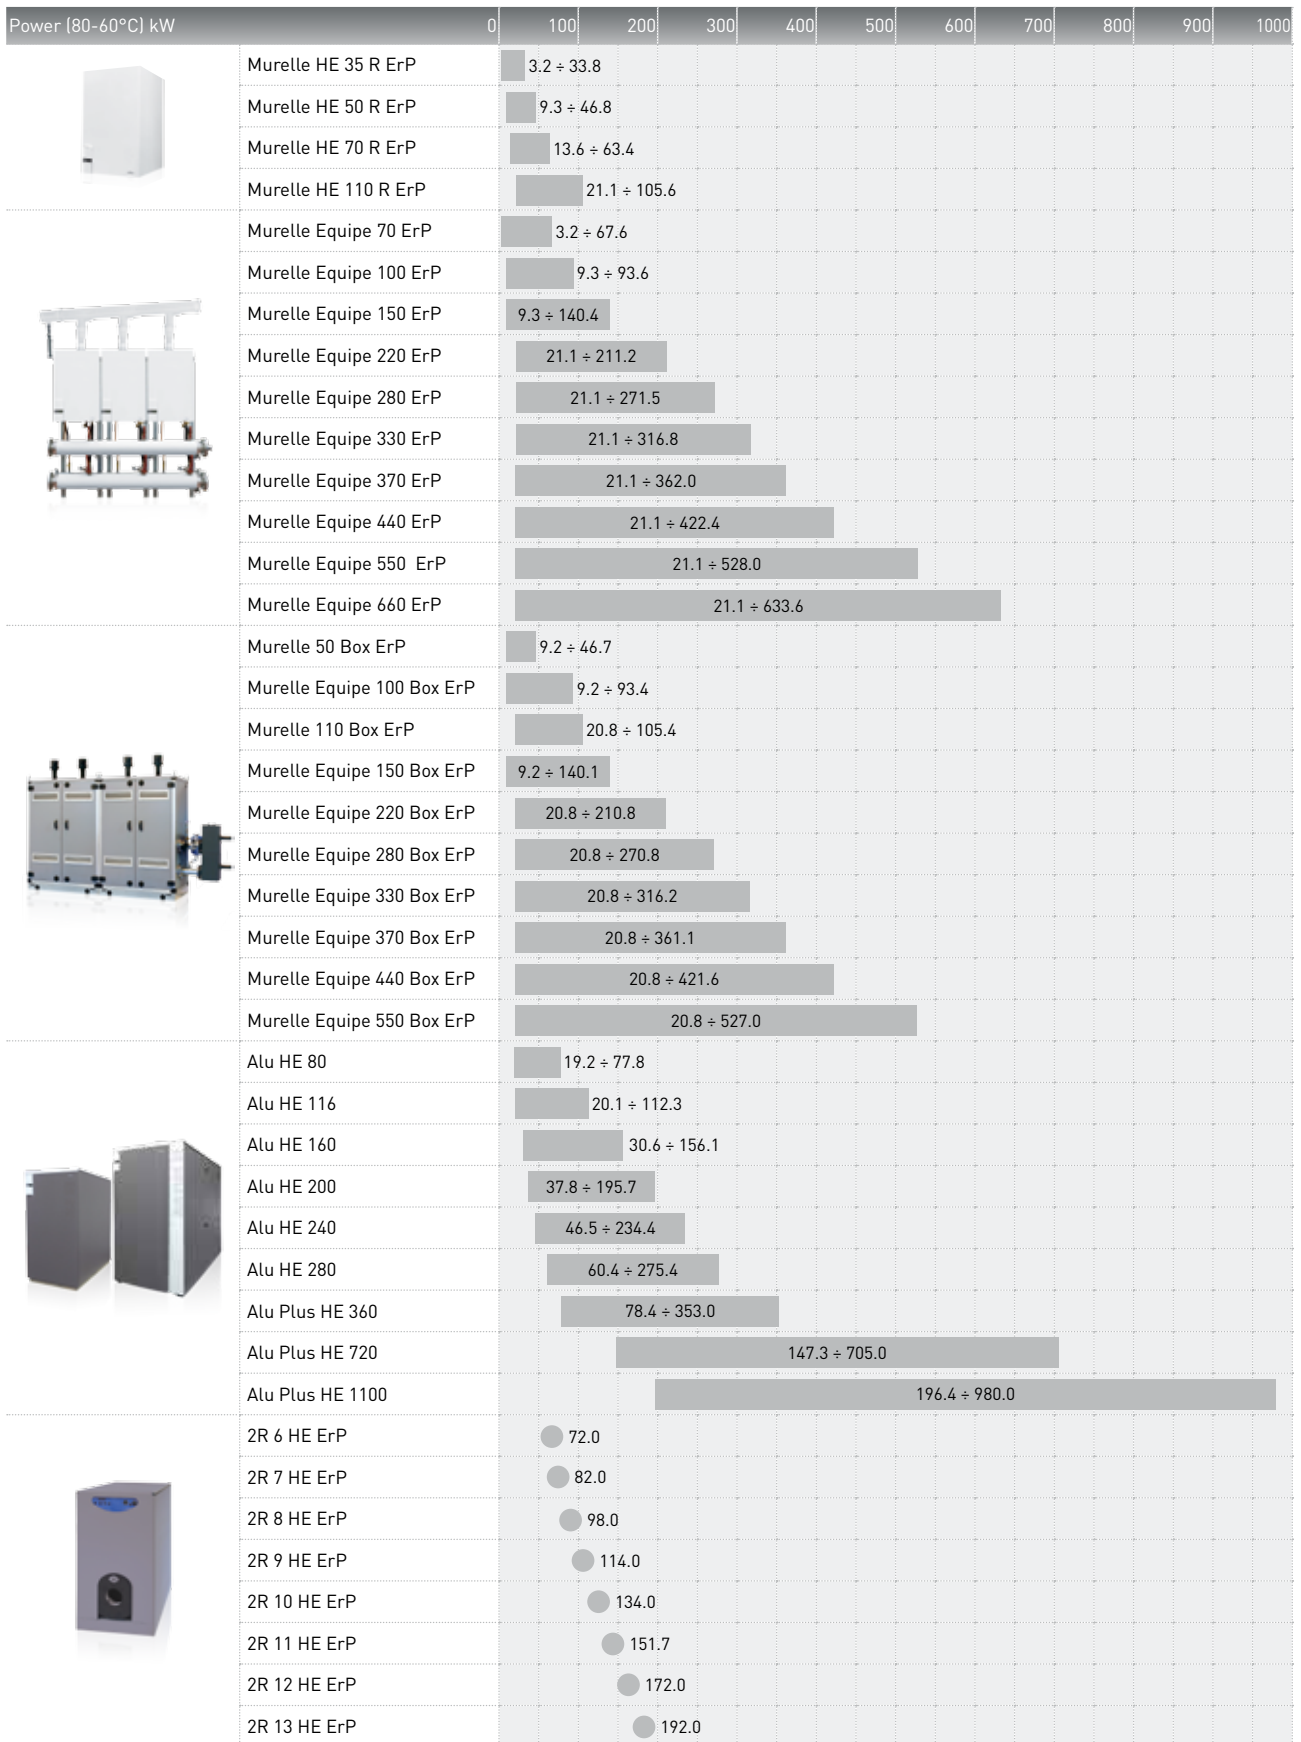 Power (80-60°C) kW 0 100 200 300 400 500 600 700 800 900 1000
Murelle HE 35 R ErP 3.2 ÷ 33.8
Murelle HE 50 R ErP 9.3 ÷ 46.8
Murelle HE 70 R ErP 13.6 ÷ 63.4
Murelle HE 110 R ErP 21.1 ÷ 105.6
Murelle Equipe 70 ErP 3.2 ÷ 67.6
Murelle Equipe 100 ErP 9.3 ÷ 93.6
Murelle Equipe 150 ErP 9.3 ÷ 140.4
Murelle Equipe 220 ErP 21.1 ÷ 211.2
Murelle Equipe 280 ErP 21.1 ÷ 271.5
Murelle Equipe 330 ErP 21.1 ÷ 316.8
Murelle Equipe 370 ErP 21.1 ÷ 362.0
Murelle Equipe 440 ErP 21.1 ÷ 422.4
Murelle Equipe 550 ErP 21.1 ÷ 528.0
Murelle Equipe 660 ErP 21.1 ÷ 633.6
Murelle 50 Box ErP 9.2 ÷ 46.7
Murelle Equipe 100 Box ErP 9.2 ÷ 93.4
Murelle 110 Box ErP 20.8 ÷ 105.4
Murelle Equipe 150 Box ErP 9.2 ÷ 140.1
Murelle Equipe 220 Box ErP 20.8 ÷ 210.8
Murelle Equipe 280 Box ErP 20.8 ÷ 270.8
Murelle Equipe 330 Box ErP 20.8 ÷ 316.2
Murelle Equipe 370 Box ErP 20.8 ÷ 361.1
Murelle Equipe 440 Box ErP 20.8 ÷ 421.6
Murelle Equipe 550 Box ErP 20.8 ÷ 527.0
Alu HE 80 19.2 ÷ 77.8
Alu HE 116 20.1 ÷ 112.3
Alu HE 160 30.6 ÷ 156.1
Alu HE 200 37.8 ÷ 195.7
Alu HE 240 46.5 ÷ 234.4
Alu HE 280 60.4 ÷ 275.4
Alu Plus HE 360 78.4 ÷ 353.0
Alu Plus HE 720 147.3 ÷ 705.0
Alu Plus HE 1100 196.4 ÷ 980.0
2R 6 HE ErP 72.0
2R 7 HE ErP 82.0
2R 8 HE ErP 98.0
2R 9 HE ErP 114.0
2R 10 HE ErP 134.0
2R 11 HE ErP 151.7
2R 12 HE ErP 172.0
2R 13 HE ErP 192.0